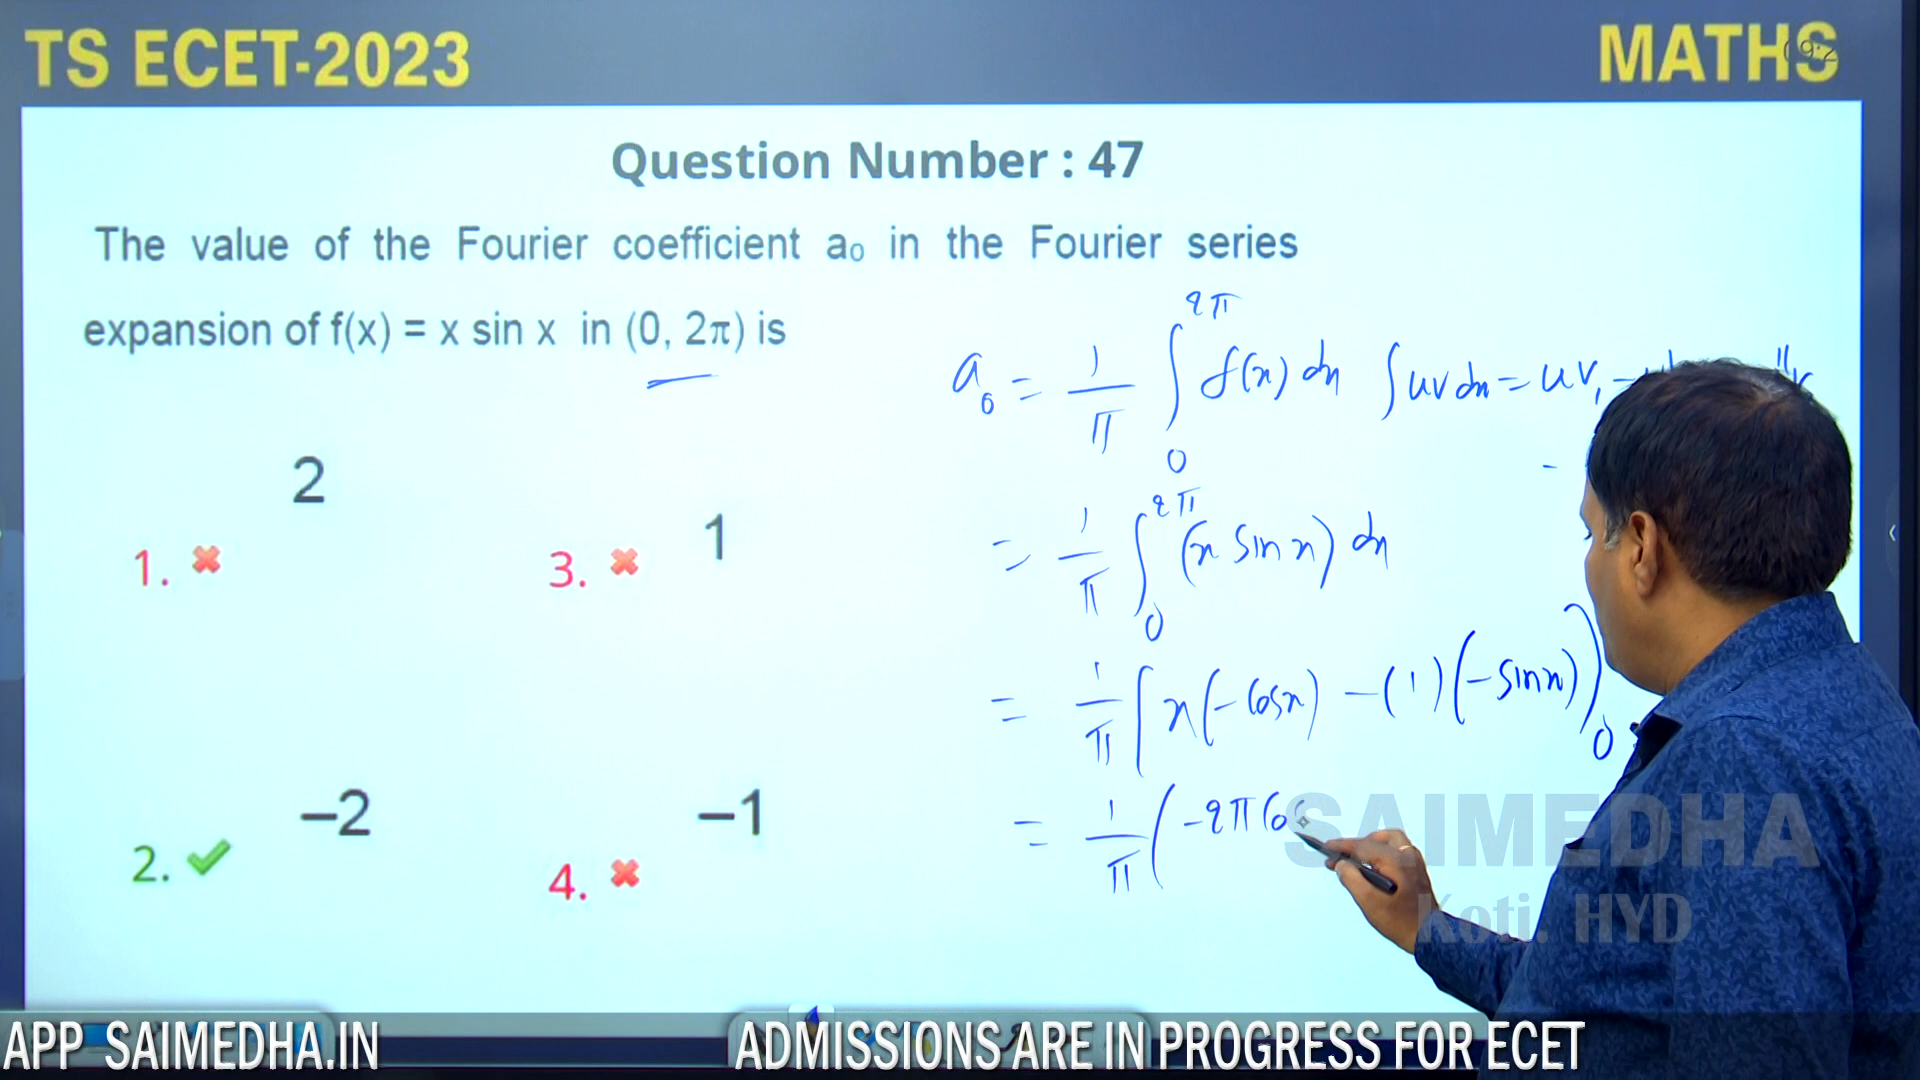 TS ECET-2023
MATHS
Question Number : 47
The value of the Fourier coefficient a₀ in the Fourier series
expansion of f(x) = x sin x in (0, 2π) is
1. 2
3. 1
2. –2
4. –1
a₀ = 1/π ∫₀^2π f(x) dx ∫uv dx = uv₁ –
= 1/π ∫₀^2π (x sin x) dx
= 1/π [x(–cos x) – (1)(–sin x))₀
= 1/π (–2π cos
SAIMEDHA
Koti. HYD
APP SAIMEDHA.IN
ADMISSIONS ARE IN PROGRESS FOR ECET